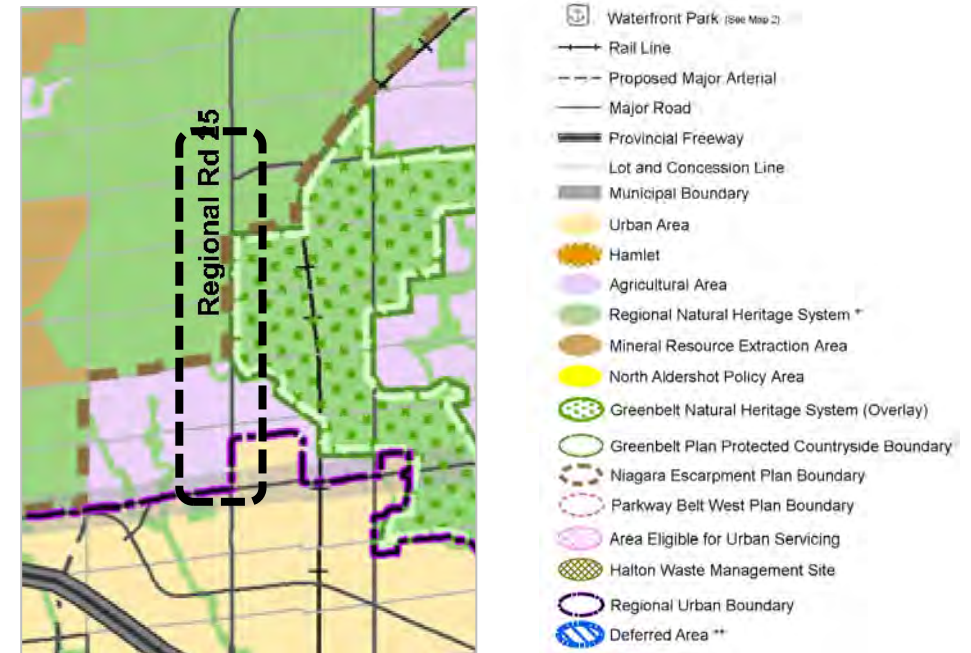 Regional Rd 25
Waterfront Park (See Map 2)
Rail Line
Proposed Major Arterial
Major Road
Provincial Freeway
Lot and Concession Line
Municipal Boundary
Urban Area
Hamlet
Agricultural Area
Regional Natural Heritage System *
Mineral Resource Extraction Area
North Aldershot Policy Area
Greenbelt Natural Heritage System (Overlay)
Greenbelt Plan Protected Countryside Boundary
Niagara Escarpment Plan Boundary
Parkway Belt West Plan Boundary
Area Eligible for Urban Servicing
Halton Waste Management Site
Regional Urban Boundary
Deferred Area **